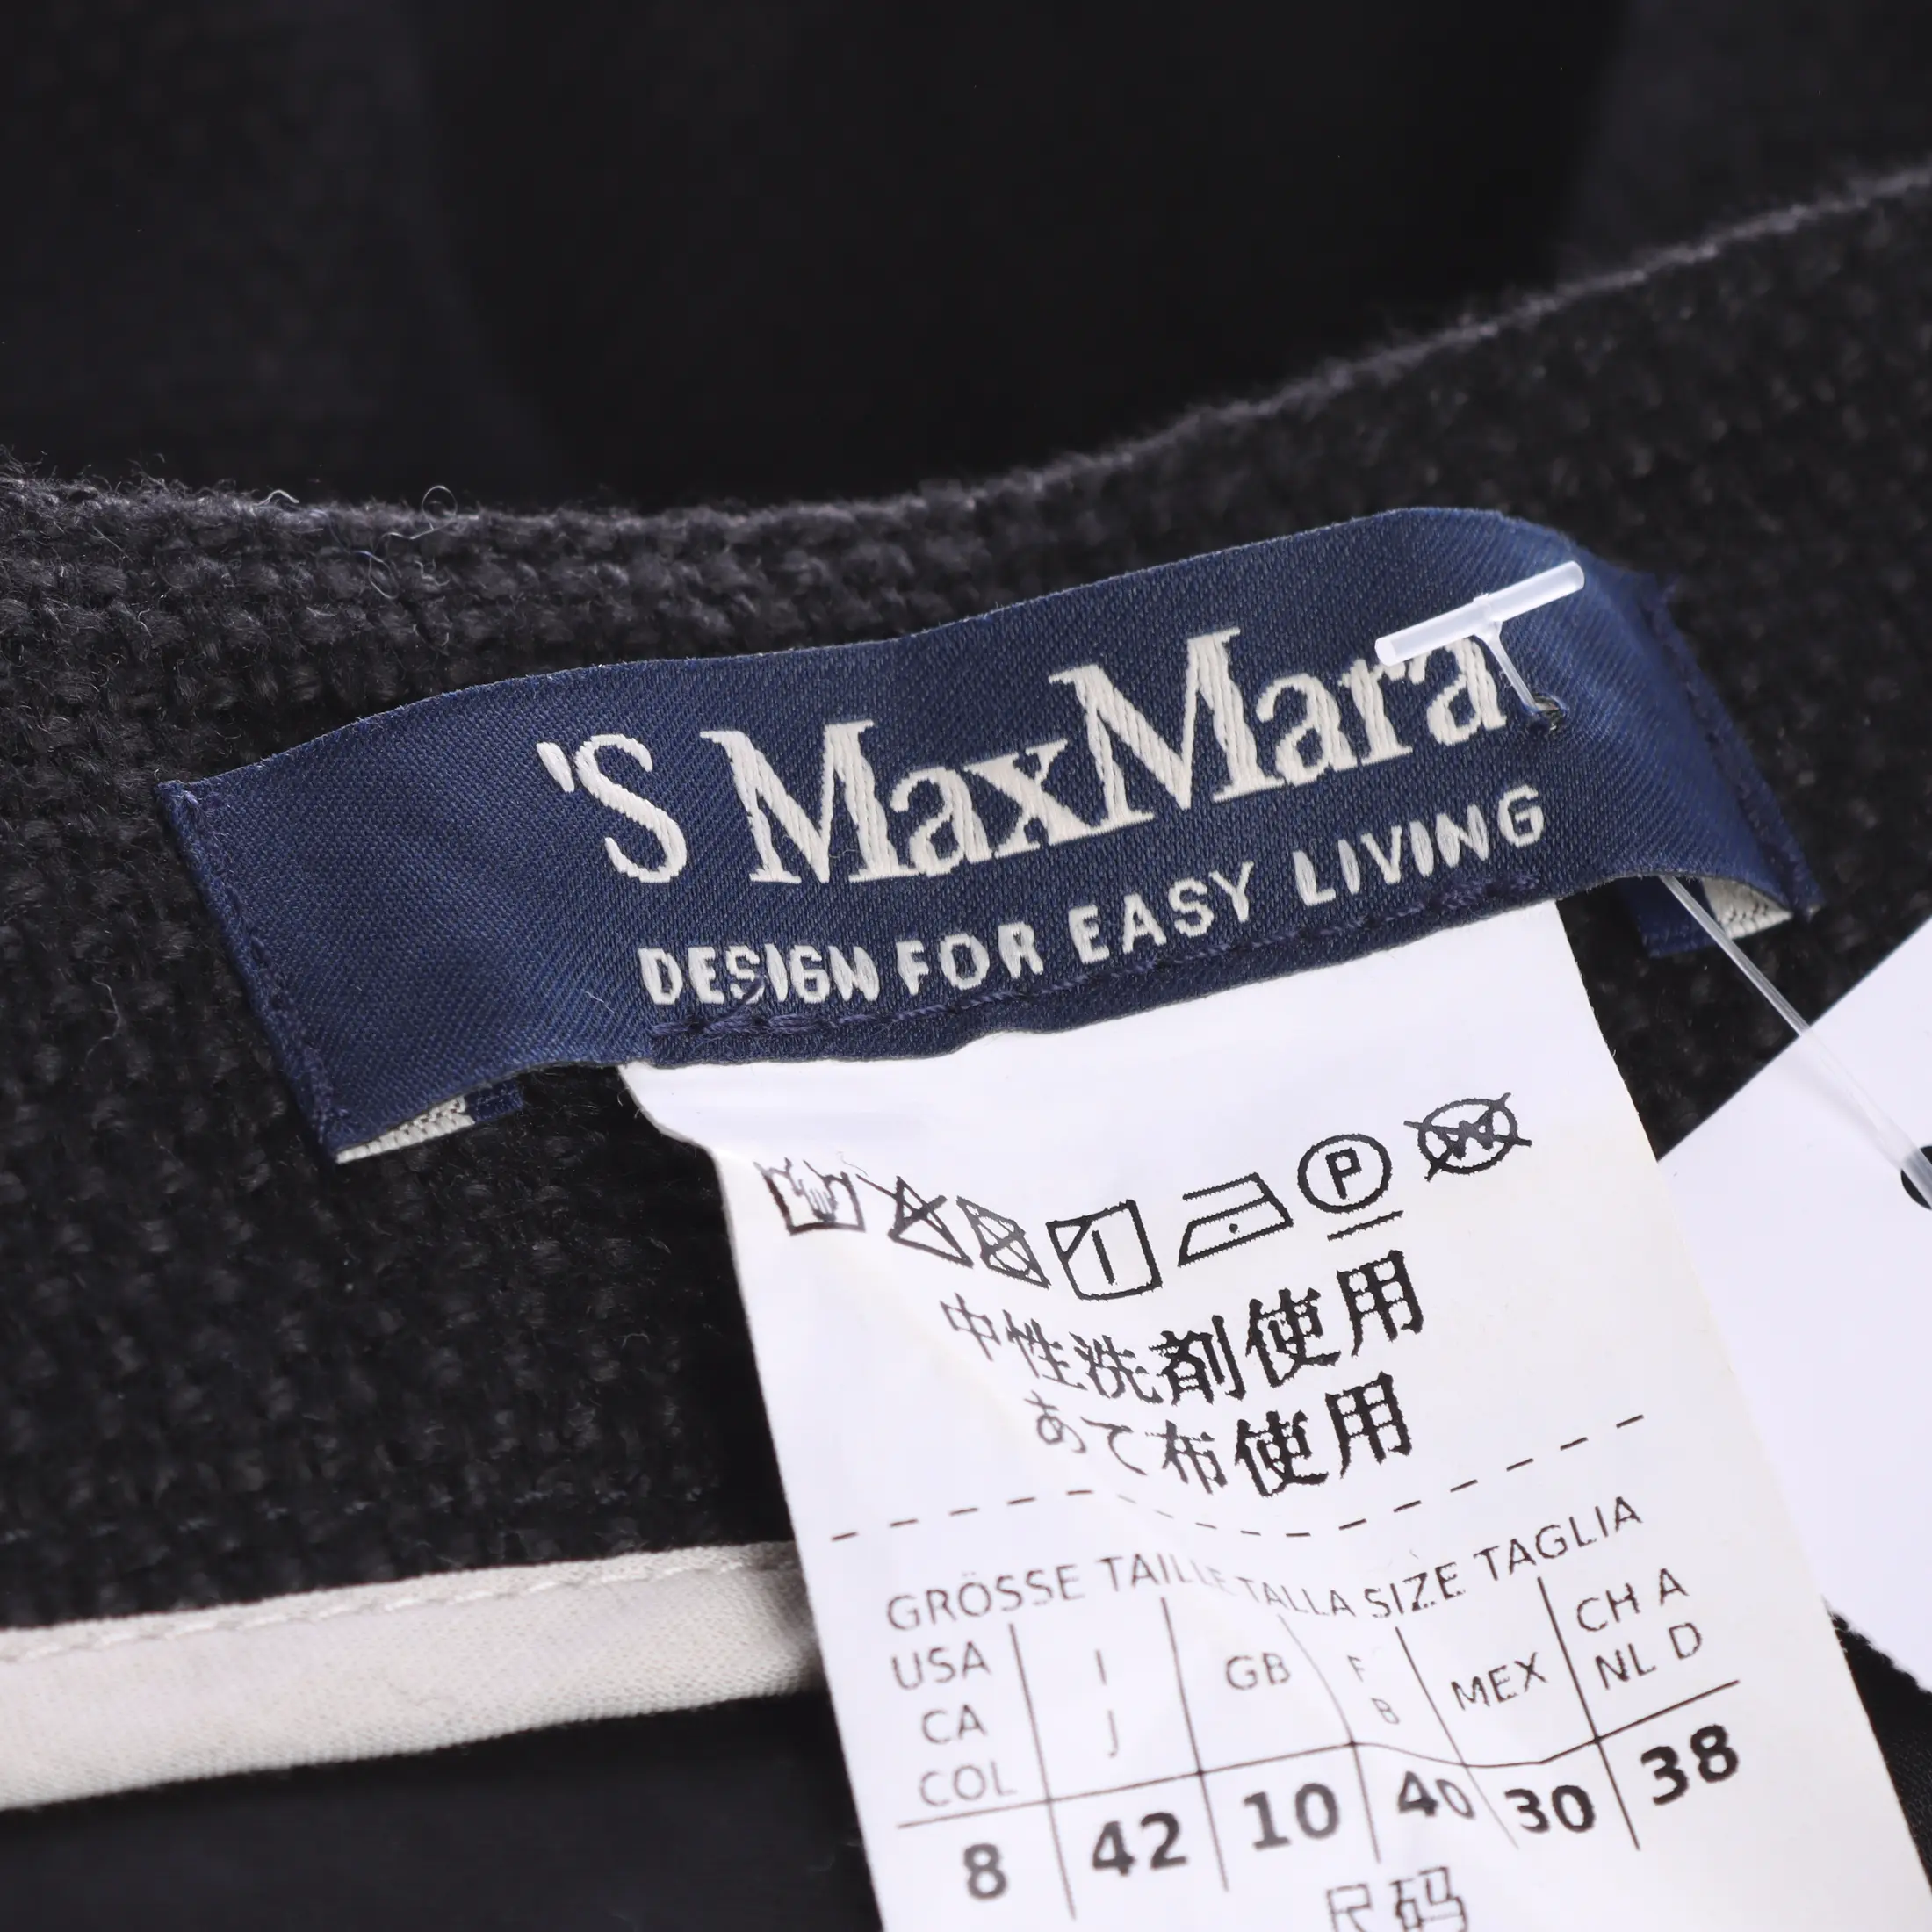 'S MaxMara
DESIGN FOR EASY LIVING
P W
中性洗剤使用
あて布使用
GRÖSSE TAILLE TALLA SIZE TAGLIA
USA CA COL I J GB F B MEX CH A NL D
8 42 10 40 30 38
尺码